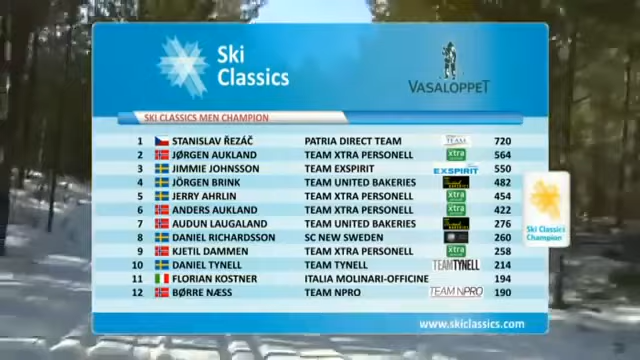 Ski
Classics
VASALOPPET
SKI CLASSICS MEN CHAMPION
1 STANISLAV ŘEZÁČ PATRIA DIRECT TEAM TEAM 720
2 JØRGEN AUKLAND TEAM XTRA PERSONELL xtra 564
3 JIMMIE JOHNSSON TEAM EXSPIRIT EXSPIRIT 550
4 JÖRGEN BRINK TEAM UNITED BAKERIES 482
5 JERRY AHRLIN TEAM XTRA PERSONELL xtra 454
6 ANDERS AUKLAND TEAM XTRA PERSONELL xtra 422
7 AUDUN LAUGALAND TEAM UNITED BAKERIES 276
8 DANIEL RICHARDSSON SC NEW SWEDEN 260
9 KJETIL DAMMEN TEAM XTRA PERSONELL xtra 258
10 DANIEL TYNELL TEAM TYNELL TEAMTYNELL 214
11 FLORIAN KOSTNER ITALIA MOLINARI-OFFICINE 194
12 BØRRE NÆSS TEAM NPRO TEAM NPRO 190
Ski Classics
Champion
www.skiclassics.com